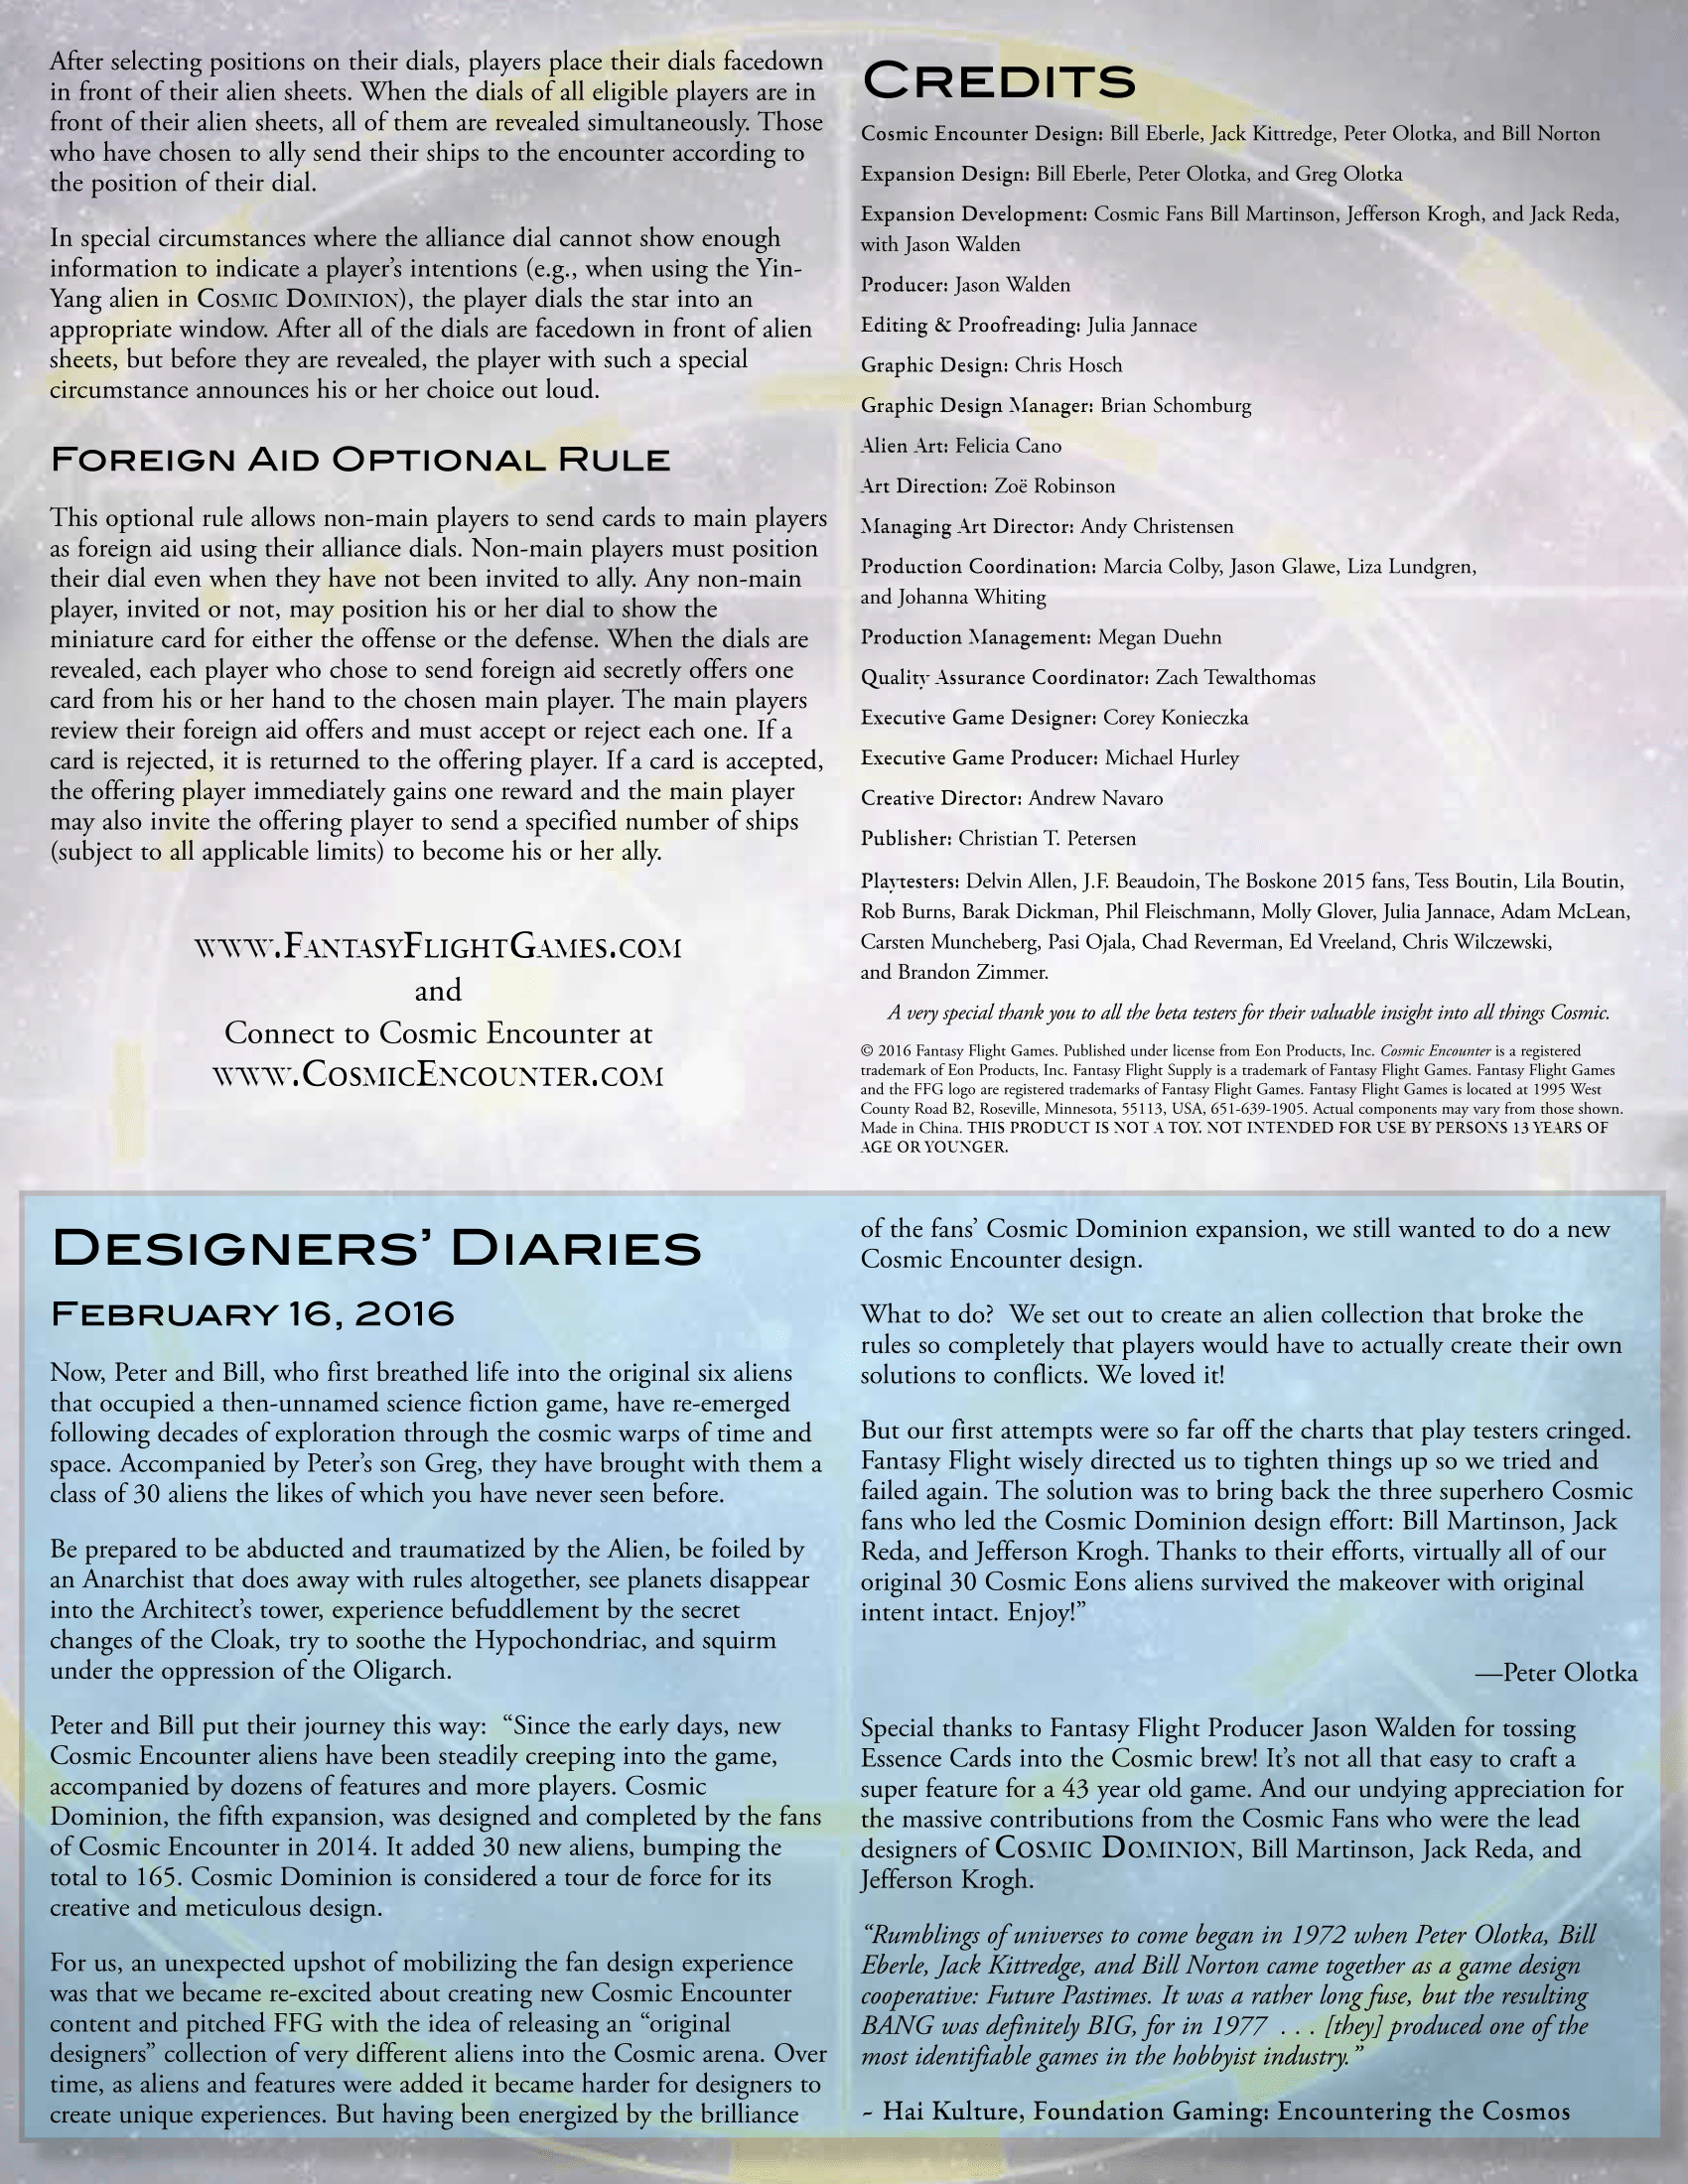 After selecting positions on their dials, players place their dials facedown
in front of their alien sheets. When the dials of all eligible players are in
front of their alien sheets, all of them are revealed simultaneously. Those
who have chosen to ally send their ships to the encounter according to
the position of their dial.
In special circumstances where the alliance dial cannot show enough
information to indicate a player's intentions (e.g., when using the Yin-
Yang alien in Cosmic Dominion), the player dials the star into an
appropriate window. After all of the dials are facedown in front of alien
sheets, but before they are revealed, the player with such a special
circumstance announces his or her choice out loud.
Foreign Aid Optional Rule
This optional rule allows non-main players to send cards to main players
as foreign aid using their alliance dials. Non-main players must position
their dial even when they have not been invited to ally. Any non-main
player, invited or not, may position his or her dial to show the
miniature card for either the offense or the defense. When the dials are
revealed, each player who chose to send foreign aid secretly offers one
card from his or her hand to the chosen main player. The main players
review their foreign aid offers and must accept or reject each one. If a
card is rejected, it is returned to the offering player. If a card is accepted,
the offering player immediately gains one reward and the main player
may also invite the offering player to send a specified number of ships
(subject to all applicable limits) to become his or her ally.
www.FantasyFlightGames.com
and
Connect to Cosmic Encounter at
www.CosmicEncounter.com
Credits
Cosmic Encounter Design: Bill Eberle, Jack Kittredge, Peter Olotka, and Bill Norton
Expansion Design: Bill Eberle, Peter Olotka, and Greg Olotka
Expansion Development: Cosmic Fans Bill Martinson, Jefferson Krogh, and Jack Reda,
with Jason Walden
Producer: Jason Walden
Editing & Proofreading: Julia Jannace
Graphic Design: Chris Hosch
Graphic Design Manager: Brian Schomburg
Alien Art: Felicia Cano
Art Direction: Zoë Robinson
Managing Art Director: Andy Christensen
Production Coordination: Marcia Colby, Jason Glawe, Liza Lundgren,
and Johanna Whiting
Production Management: Megan Duehn
Quality Assurance Coordinator: Zach Tewalthomas
Executive Game Designer: Corey Konieczka
Executive Game Producer: Michael Hurley
Creative Director: Andrew Navaro
Publisher: Christian T. Petersen
Playtesters: Delvin Allen, J.F. Beaudoin, The Boskone 2015 fans, Tess Boutin, Lila Boutin,
Rob Burns, Barak Dickman, Phil Fleischmann, Molly Glover, Julia Jannace, Adam McLean,
Carsten Muncheberg, Pasi Ojala, Chad Reverman, Ed Vreeland, Chris Wilczewski,
and Brandon Zimmer.
A very special thank you to all the beta testers for their valuable insight into all things Cosmic.
© 2016 Fantasy Flight Games. Published under license from Eon Products, Inc. Cosmic Encounter is a registered
trademark of Eon Products, Inc. Fantasy Flight Supply is a trademark of Fantasy Flight Games. Fantasy Flight Games
and the FFG logo are registered trademarks of Fantasy Flight Games. Fantasy Flight Games is located at 1995 West
County Road B2, Roseville, Minnesota, 55113, USA, 651-639-1905. Actual components may vary from those shown.
Made in China. THIS PRODUCT IS NOT A TOY. NOT INTENDED FOR USE BY PERSONS 13 YEARS OF
AGE OR YOUNGER.
Designers' Diaries
February 16, 2016
Now, Peter and Bill, who first breathed life into the original six aliens
that occupied a then-unnamed science fiction game, have re-emerged
following decades of exploration through the cosmic warps of time and
space. Accompanied by Peter's son Greg, they have brought with them a
class of 30 aliens the likes of which you have never seen before.
Be prepared to be abducted and traumatized by the Alien, be foiled by
an Anarchist that does away with rules altogether, see planets disappear
into the Architect's tower, experience befuddlement by the secret
changes of the Cloak, try to soothe the Hypochondriac, and squirm
under the oppression of the Oligarch.
Peter and Bill put their journey this way:  “Since the early days, new
Cosmic Encounter aliens have been steadily creeping into the game,
accompanied by dozens of features and more players. Cosmic
Dominion, the fifth expansion, was designed and completed by the fans
of Cosmic Encounter in 2014. It added 30 new aliens, bumping the
total to 165. Cosmic Dominion is considered a tour de force for its
creative and meticulous design.
For us, an unexpected upshot of mobilizing the fan design experience
was that we became re-excited about creating new Cosmic Encounter
content and pitched FFG with the idea of releasing an “original
designers” collection of very different aliens into the Cosmic arena. Over
time, as aliens and features were added it became harder for designers to
create unique experiences. But having been energized by the brilliance
of the fans' Cosmic Dominion expansion, we still wanted to do a new
Cosmic Encounter design.
What to do?  We set out to create an alien collection that broke the
rules so completely that players would have to actually create their own
solutions to conflicts. We loved it!
But our first attempts were so far off the charts that play testers cringed.
Fantasy Flight wisely directed us to tighten things up so we tried and
failed again. The solution was to bring back the three superhero Cosmic
fans who led the Cosmic Dominion design effort: Bill Martinson, Jack
Reda, and Jefferson Krogh. Thanks to their efforts, virtually all of our
original 30 Cosmic Eons aliens survived the makeover with original
intent intact. Enjoy!”
—Peter Olotka
Special thanks to Fantasy Flight Producer Jason Walden for tossing
Essence Cards into the Cosmic brew! It's not all that easy to craft a
super feature for a 43 year old game. And our undying appreciation for
the massive contributions from the Cosmic Fans who were the lead
designers of Cosmic Dominion, Bill Martinson, Jack Reda, and
Jefferson Krogh.
“Rumblings of universes to come began in 1972 when Peter Olotka, Bill
Eberle, Jack Kittredge, and Bill Norton came together as a game design
cooperative: Future Pastimes. It was a rather long fuse, but the resulting
BANG was definitely BIG, for in 1977 . . . [they] produced one of the
most identifiable games in the hobbyist industry.”
~ Hai Kulture, Foundation Gaming: Encountering the Cosmos